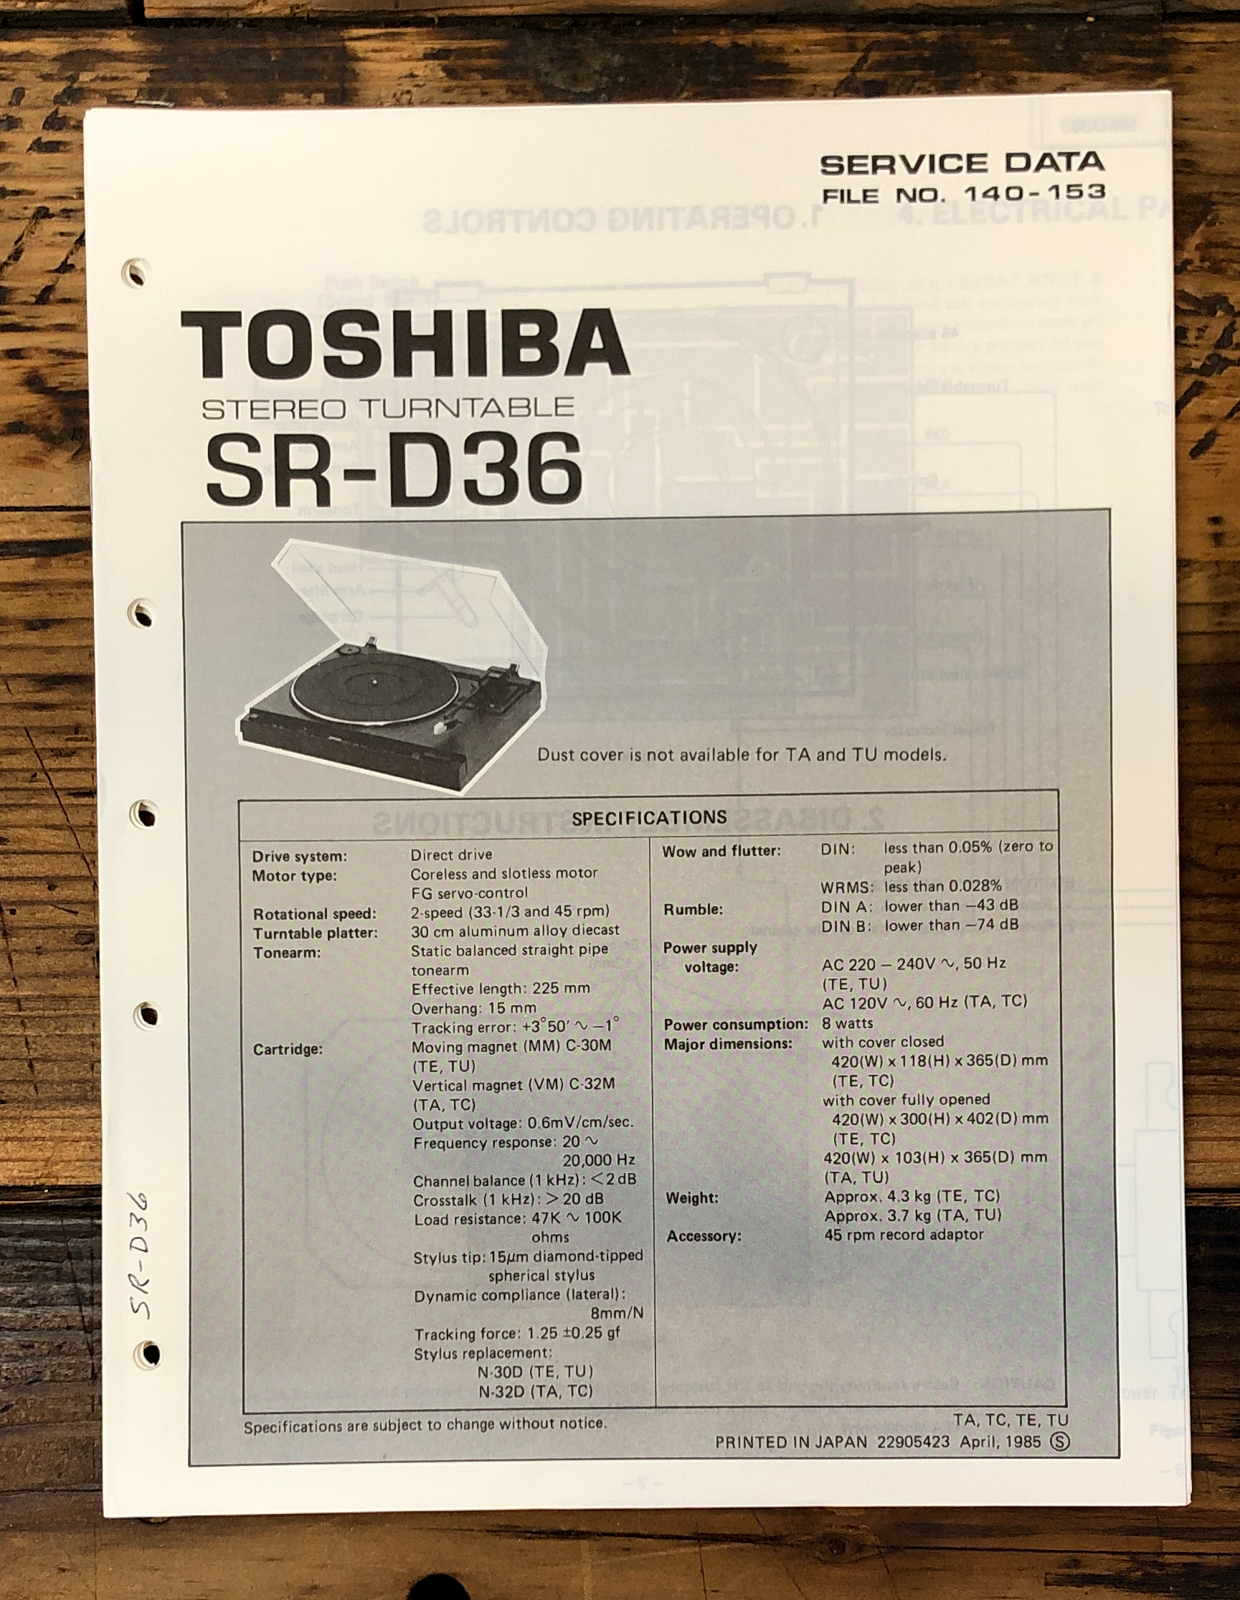 SERVICE DATA
FILE NO. 140-153
1. OPERATING CONTROLS
4. ELECTRICAL PA
TOSHIBA
STEREO TURNTABLE
SR-D36
Dust cover is not available for TA and TU models.
SPECIFICATIONS
Drive system: Direct drive
Motor type: Coreless and slotless motor
FG servo-control
Rotational speed: 2-speed (33-1/3 and 45 rpm)
Turntable platter: 30 cm aluminum alloy diecast
Tonearm: Static balanced straight pipe
tonearm
Effective length: 225 mm
Overhang: 15 mm
Tracking error: +3°50′ ∿ −1°
Cartridge: Moving magnet (MM) C-30M
(TE, TU)
Vertical magnet (VM) C-32M
(TA, TC)
Output voltage: 0.6mV/cm/sec.
Frequency response: 20 ∿
20,000 Hz
Channel balance (1 kHz): <2 dB
Crosstalk (1 kHz): > 20 dB
Load resistance: 47K ∿ 100K
ohms
Stylus tip: 15μm diamond-tipped
spherical stylus
Dynamic compliance (lateral):
8mm/N
Tracking force: 1.25 ±0.25 gf
Stylus replacement:
N-30D (TE, TU)
N-32D (TA, TC)
Wow and flutter: DIN: less than 0.05% (zero to
peak)
WRMS: less than 0.028%
Rumble: DIN A: lower than −43 dB
DIN B: lower than −74 dB
Power supply
voltage: AC 220 – 240V ∿, 50 Hz
(TE, TU)
AC 120V ∿, 60 Hz (TA, TC)
Power consumption: 8 watts
Major dimensions: with cover closed
420(W) x 118(H) x 365(D) mm
(TE, TC)
with cover fully opened
420(W) x 300(H) x 402(D) mm
(TE, TC)
420(W) x 103(H) x 365(D) mm
(TA, TU)
Weight: Approx. 4.3 kg (TE, TC)
Approx. 3.7 kg (TA, TU)
Accessory: 45 rpm record adaptor
Specifications are subject to change without notice.
TA, TC, TE, TU
PRINTED IN JAPAN 22905423 April, 1985 Ⓢ
SR-D36